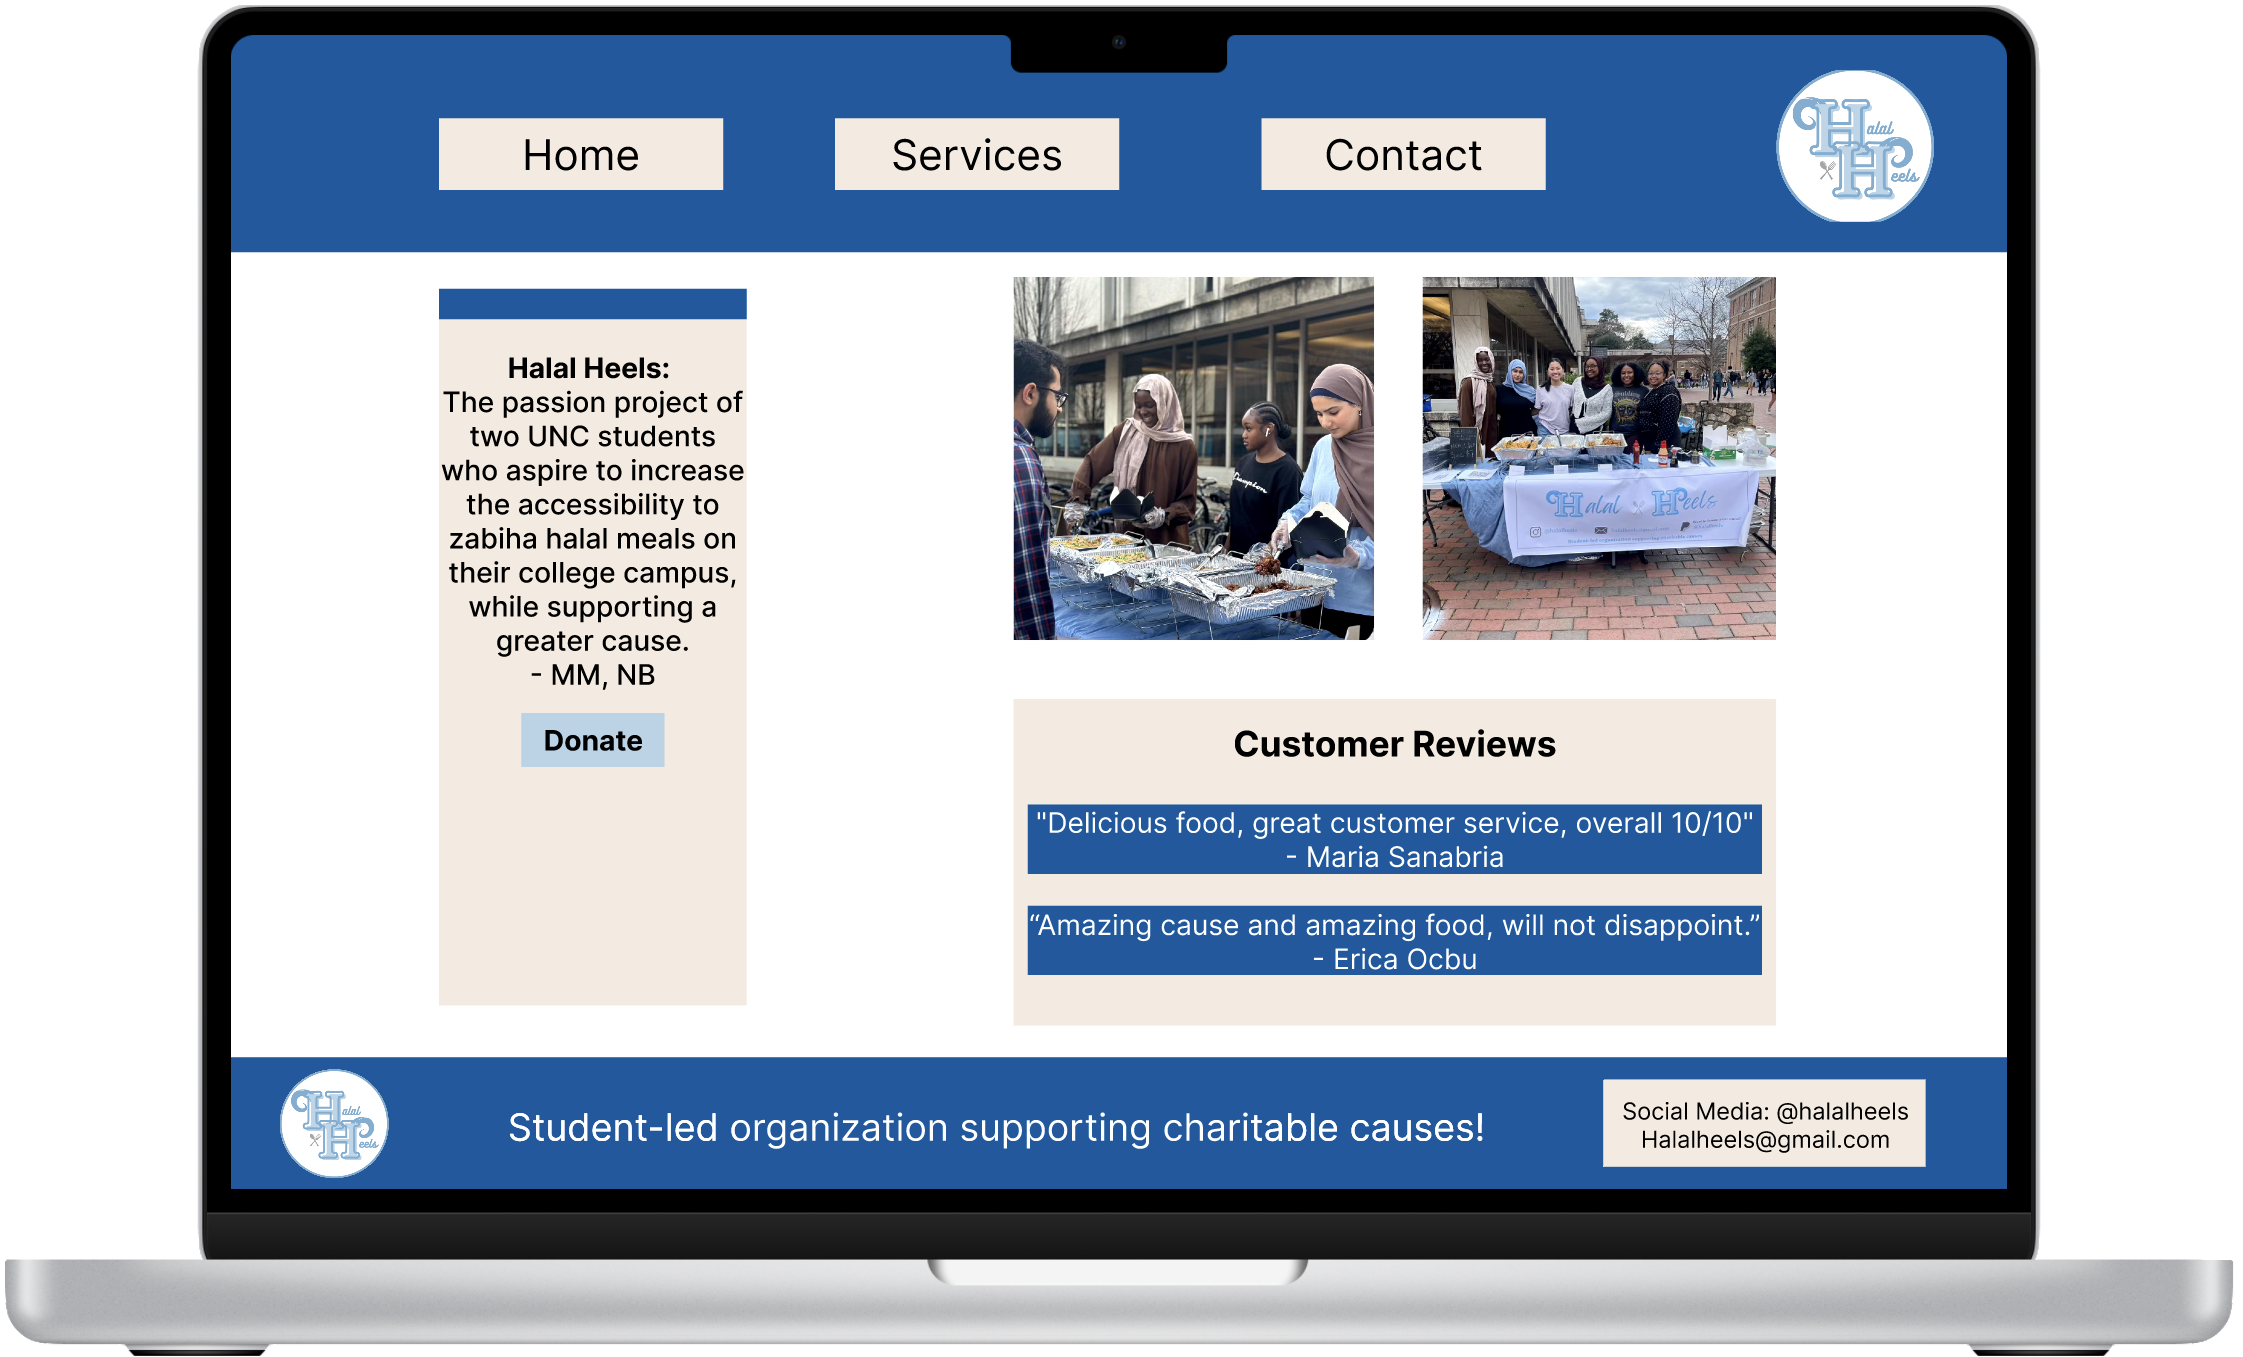 Home
Services
Contact
Halal
Heels
Halal Heels:
The passion project of
two UNC students
who aspire to increase
the accessibility to
zabiha halal meals on
their college campus,
while supporting a
greater cause.
- MM, NB
Donate
Champion
Halal Heels
Customer Reviews
"Delicious food, great customer service, overall 10/10"
- Maria Sanabria
“Amazing cause and amazing food, will not disappoint.”
- Erica Ocbu
Halal
Heels
Student-led organization supporting charitable causes!
Social Media: @halalheels
Halalheels@gmail.com